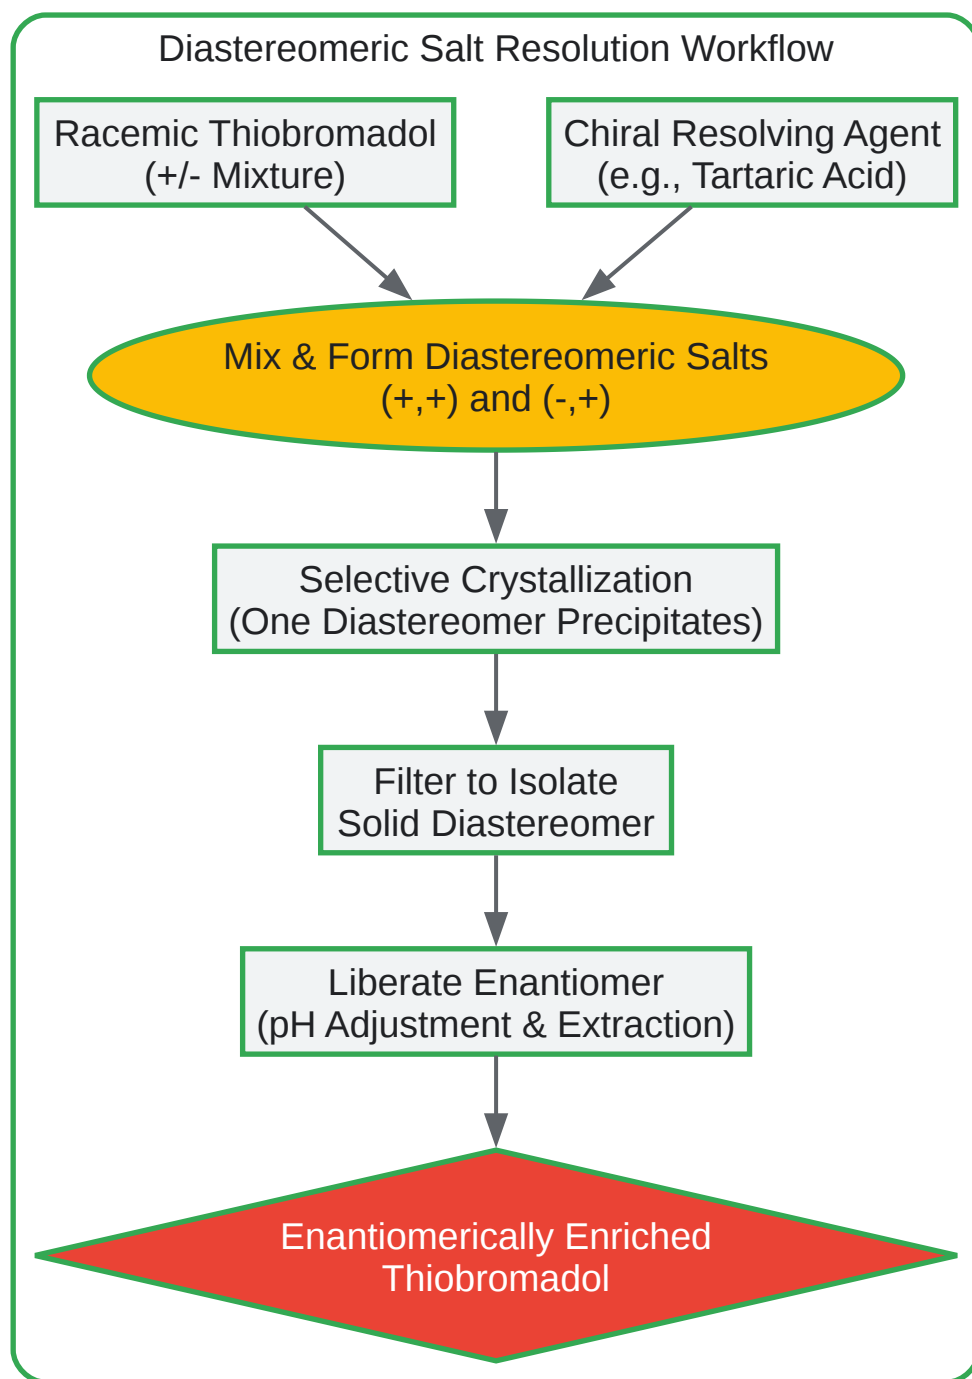 Diastereomeric Salt Resolution Workflow
Racemic Thiobromadol
(+/- Mixture)
Chiral Resolving Agent
(e.g., Tartaric Acid)
Mix & Form Diastereomeric Salts
(+,+) and (-,+)
Selective Crystallization
(One Diastereomer Precipitates)
Filter to Isolate
Solid Diastereomer
Liberate Enantiomer
(pH Adjustment & Extraction)
Enantiomerically Enriched
Thiobromadol